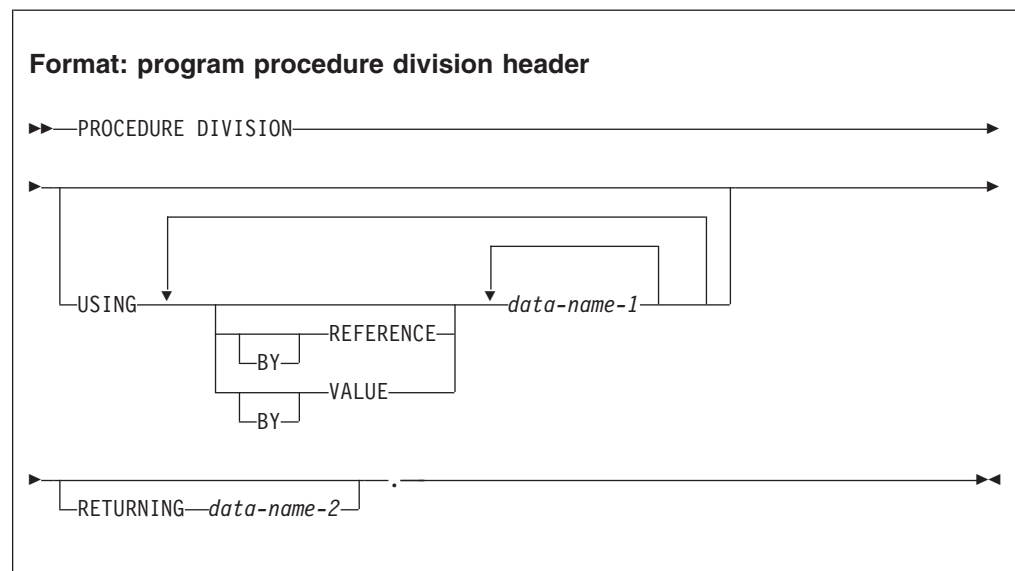 Format: program procedure division header
PROCEDURE DIVISION
USING data-name-1
REFERENCE
BY
VALUE
BY
.
RETURNING data-name-2